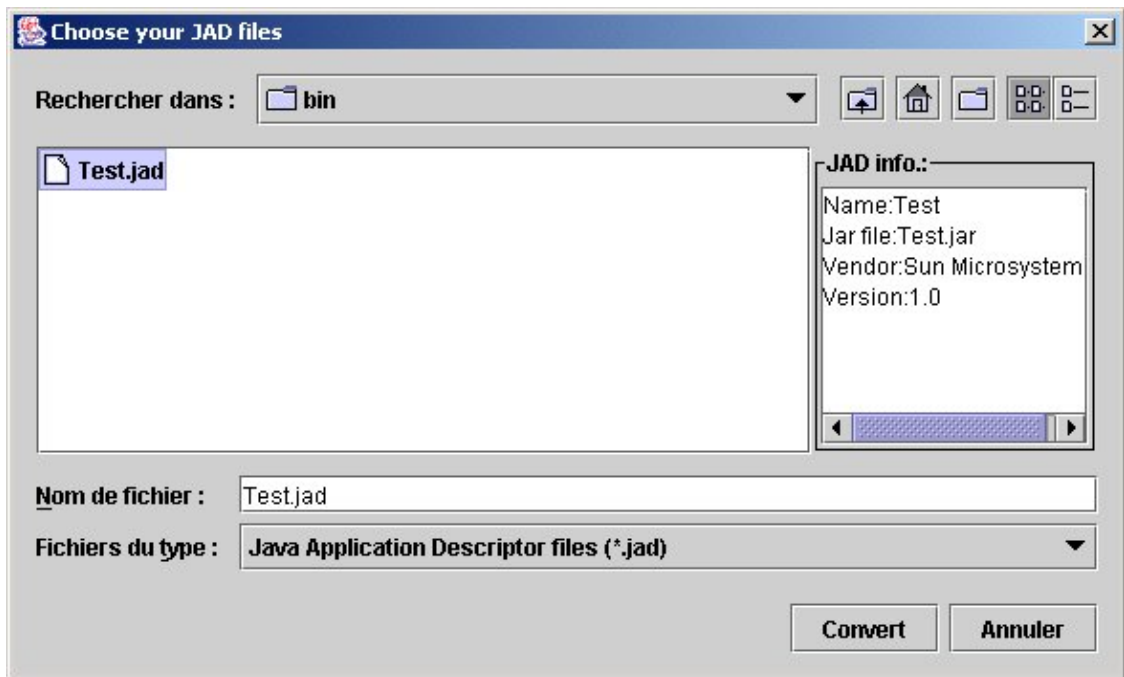 Choose your JAD files
Rechercher dans :
bin
Test.jad
JAD info.:
Name:Test
Jar file:Test.jar
Vendor:Sun Microsystem
Version:1.0
Nom de fichier :
Test.jad
Fichiers du type :
Java Application Descriptor files (*.jad)
Convert
Annuler